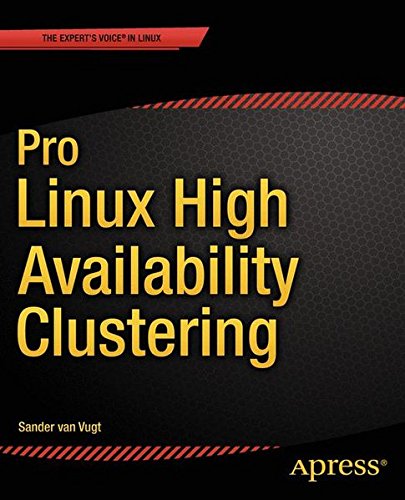 THE EXPERT'S VOICE® IN LINUX
Pro
Linux High
Availability
Clustering
Sander van Vugt
Apress®